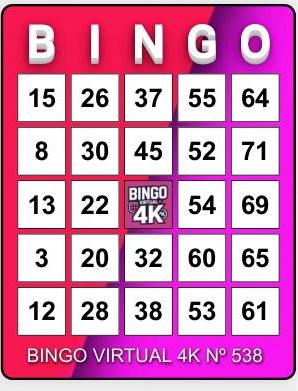 B I N G O
15 26 37 55 64
8 30 45 52 71
13 22 BINGO VIRTUAL 4K 54 69
3 20 32 60 65
12 28 38 53 61
BINGO VIRTUAL 4K Nº 538